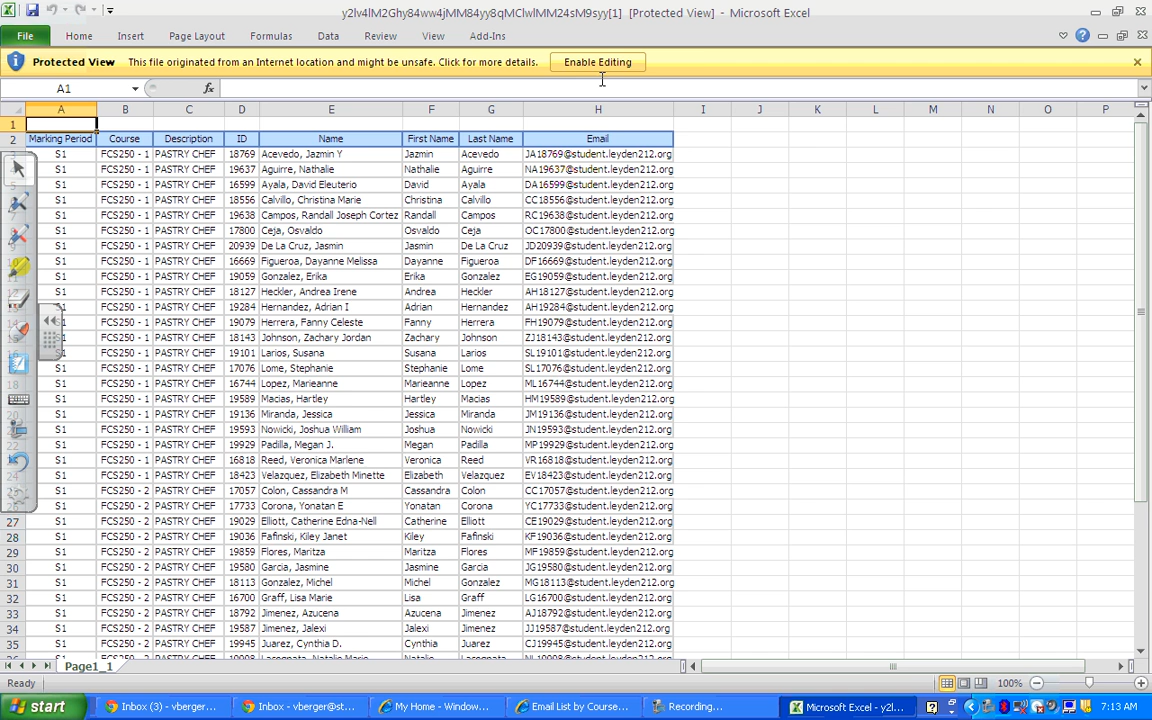 y2lv4lM2Ghy84ww4jMM84yy8qMClwlMM24sM9syy[1] [Protected View] - Microsoft Excel
File Home Insert Page Layout Formulas Data Review View Add-Ins
Protected View This file originated from an Internet location and might be unsafe. Click for more details. Enable Editing
A1 fx
A B C D E F G H I J K L M N O P
1
2 Marking Period Course Description ID Name First Name Last Name Email
S1 FCS250 - 1 PASTRY CHEF 18769 Acevedo, Jazmin Y Jazmin Acevedo JA18769@student.leyden212.org
S1 FCS250 - 1 PASTRY CHEF 19637 Aguirre, Nathalie Nathalie Aguirre NA19637@student.leyden212.org
S1 FCS250 - 1 PASTRY CHEF 16599 Ayala, David Eleuterio David Ayala DA16599@student.leyden212.org
S1 FCS250 - 1 PASTRY CHEF 18556 Calvillo, Christina Marie Christina Calvillo CC18556@student.leyden212.org
S1 FCS250 - 1 PASTRY CHEF 19638 Campos, Randall Joseph Cortez Randall Campos RC19638@student.leyden212.org
S1 FCS250 - 1 PASTRY CHEF 17800 Ceja, Osvaldo Osvaldo Ceja OC17800@student.leyden212.org
S1 FCS250 - 1 PASTRY CHEF 20939 De La Cruz, Jasmin Jasmin De La Cruz JD20939@student.leyden212.org
S1 FCS250 - 1 PASTRY CHEF 16669 Figueroa, Dayanne Melissa Dayanne Figueroa DF16669@student.leyden212.org
S1 FCS250 - 1 PASTRY CHEF 19059 Gonzalez, Erika Erika Gonzalez EG19059@student.leyden212.org
S1 FCS250 - 1 PASTRY CHEF 18127 Heckler, Andrea Irene Andrea Heckler AH18127@student.leyden212.org
S1 FCS250 - 1 PASTRY CHEF 19284 Hernandez, Adrian I Adrian Hernandez AH19284@student.leyden212.org
S1 FCS250 - 1 PASTRY CHEF 19079 Herrera, Fanny Celeste Fanny Herrera FH19079@student.leyden212.org
S1 FCS250 - 1 PASTRY CHEF 18143 Johnson, Zachary Jordan Zachary Johnson ZJ18143@student.leyden212.org
S1 FCS250 - 1 PASTRY CHEF 19101 Larios, Susana Susana Larios SL19101@student.leyden212.org
S1 FCS250 - 1 PASTRY CHEF 17076 Lome, Stephanie Stephanie Lome SL17076@student.leyden212.org
18 S1 FCS250 - 1 PASTRY CHEF 16744 Lopez, Marieanne Marieanne Lopez ML16744@student.leyden212.org
S1 FCS250 - 1 PASTRY CHEF 19589 Macias, Hartley Hartley Macias HM19589@student.leyden212.org
S1 FCS250 - 1 PASTRY CHEF 19136 Miranda, Jessica Jessica Miranda JM19136@student.leyden212.org
S1 FCS250 - 1 PASTRY CHEF 19593 Nowicki, Joshua William Joshua Nowicki JN19593@student.leyden212.org
S1 FCS250 - 1 PASTRY CHEF 19929 Padilla, Megan J. Megan Padilla MP19929@student.leyden212.org
S1 FCS250 - 1 PASTRY CHEF 16818 Reed, Veronica Marlene Veronica Reed VR16818@student.leyden212.org
S1 FCS250 - 1 PASTRY CHEF 18423 Velazquez, Elizabeth Minette Elizabeth Velazquez EV18423@student.leyden212.org
S1 FCS250 - 2 PASTRY CHEF 17057 Colon, Cassandra M Cassandra Colon CC17057@student.leyden212.org
S1 FCS250 - 2 PASTRY CHEF 17733 Corona, Yonatan E Yonatan Corona YC17733@student.leyden212.org
27 S1 FCS250 - 2 PASTRY CHEF 19029 Elliott, Catherine Edna-Nell Catherine Elliott CE19029@student.leyden212.org
28 S1 FCS250 - 2 PASTRY CHEF 19036 Fafinski, Kiley Janet Kiley Fafinski KF19036@student.leyden212.org
29 S1 FCS250 - 2 PASTRY CHEF 19859 Flores, Maritza Maritza Flores MF19859@student.leyden212.org
30 S1 FCS250 - 2 PASTRY CHEF 19580 Garcia, Jasmine Jasmine Garcia JG19580@student.leyden212.org
31 S1 FCS250 - 2 PASTRY CHEF 18113 Gonzalez, Michel Michel Gonzalez MG18113@student.leyden212.org
32 S1 FCS250 - 2 PASTRY CHEF 16700 Graff, Lisa Marie Lisa Graff LG16700@student.leyden212.org
33 S1 FCS250 - 2 PASTRY CHEF 18792 Jimenez, Azucena Azucena Jimenez AJ18792@student.leyden212.org
34 S1 FCS250 - 2 PASTRY CHEF 19587 Jimenez, Jalexi Jalexi Jimenez JJ19587@student.leyden212.org
35 S1 FCS250 - 2 PASTRY CHEF 19945 Juarez, Cynthia D. Cynthia Juarez CJ19945@student.leyden212.org
Page1_1
Ready 100%
start Inbox (3) - vberger... Inbox - vberger@st... My Home - Window... Email List by Course... Recording... Microsoft Excel - y2l... 7:13 AM